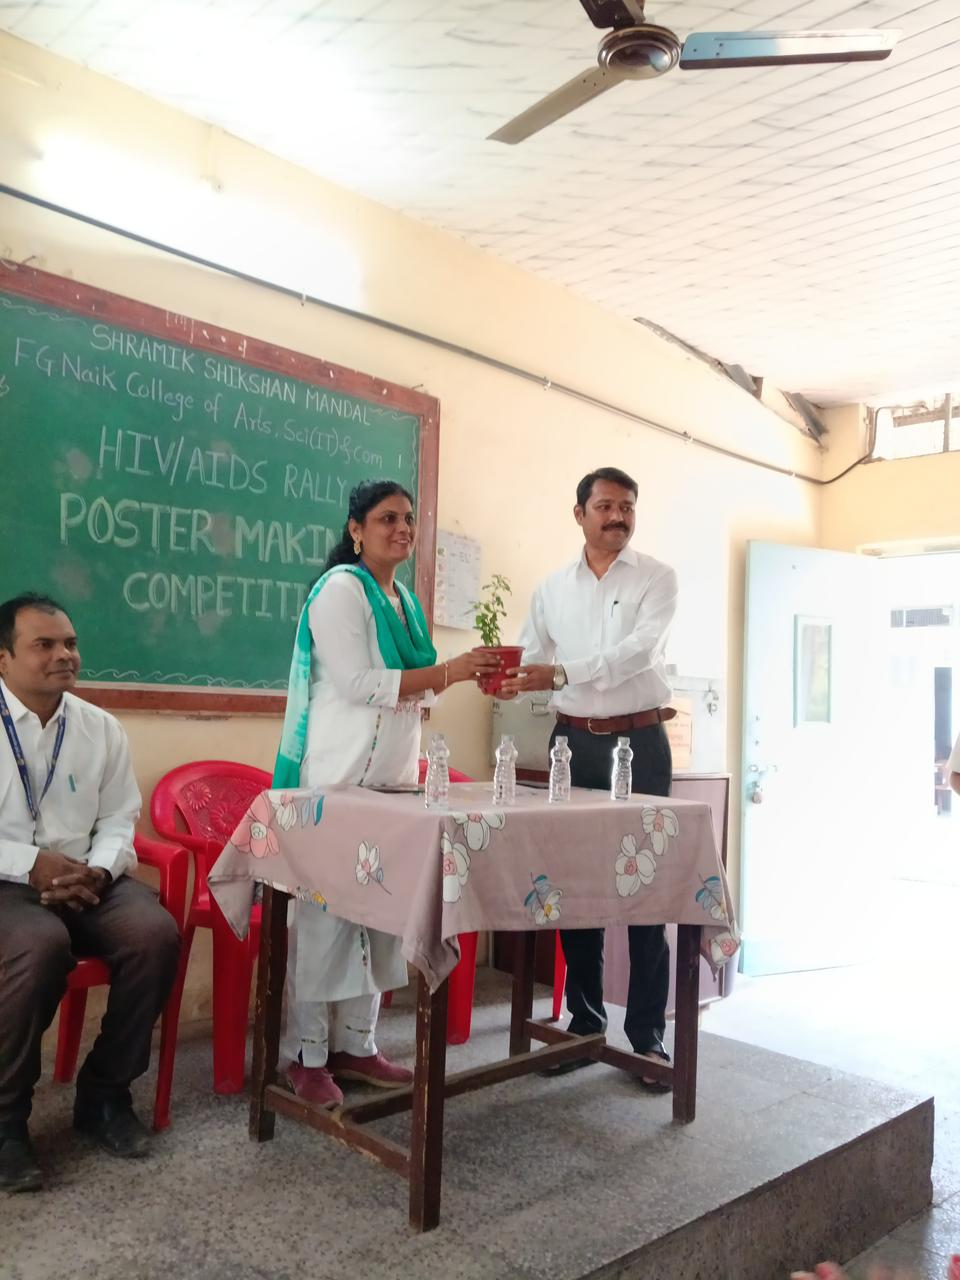 SHRAMIK SHIKSHAN MANDAL
FG Naik College of Arts, Sci(IT) & com
HIV/AIDS RALLY
POSTER MAKIN
COMPETITI